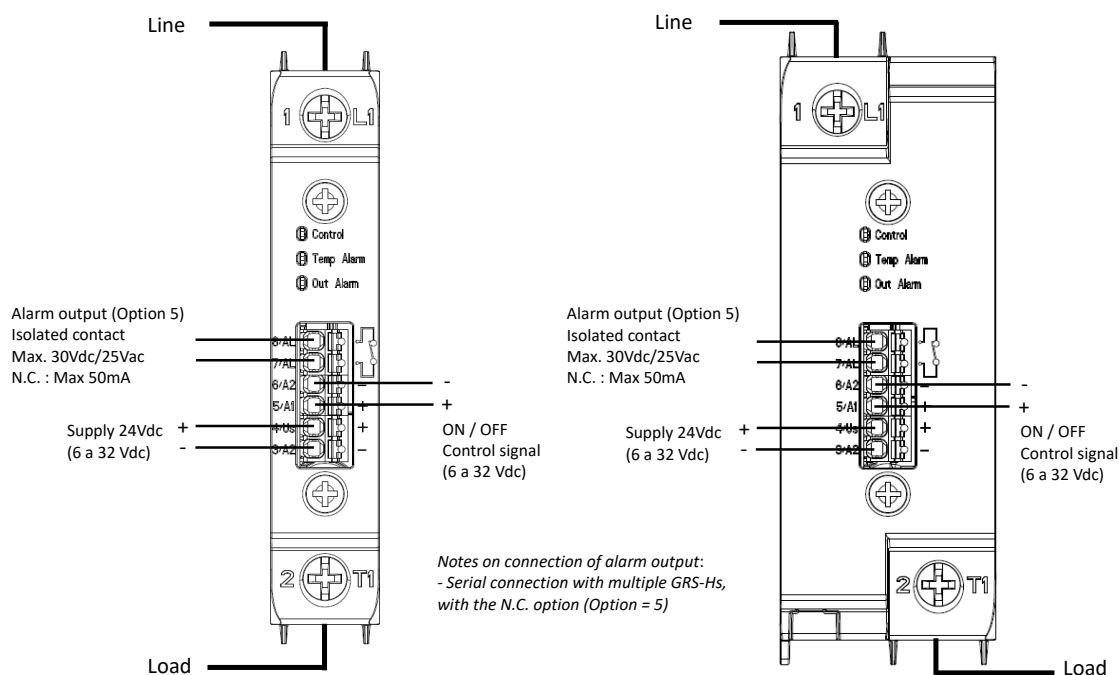 Line
1 L1
Control
Temp Alarm
Out Alarm
Alarm output (Option 5)
Isolated contact
Max. 30Vdc/25Vac
N.C. : Max 50mA
8/AL
7/AL
6/A2 - -
5/A1 + +
4/Us +
3/A2 -
Supply 24Vdc +
(6 a 32 Vdc) -
ON / OFF
Control signal
(6 a 32 Vdc)
2 T1
Load
Notes on connection of alarm output:
- Serial connection with multiple GRS-Hs,
with the N.C. option (Option = 5)
Line
1 L1
Control
Temp Alarm
Out Alarm
Alarm output (Option 5)
Isolated contact
Max. 30Vdc/25Vac
N.C. : Max 50mA
8/AL
7/AL
6/A2 - -
5/A1 + +
4/Us +
3/A2 -
Supply 24Vdc +
(6 a 32 Vdc) -
ON / OFF
Control signal
(6 a 32 Vdc)
2 T1
Load